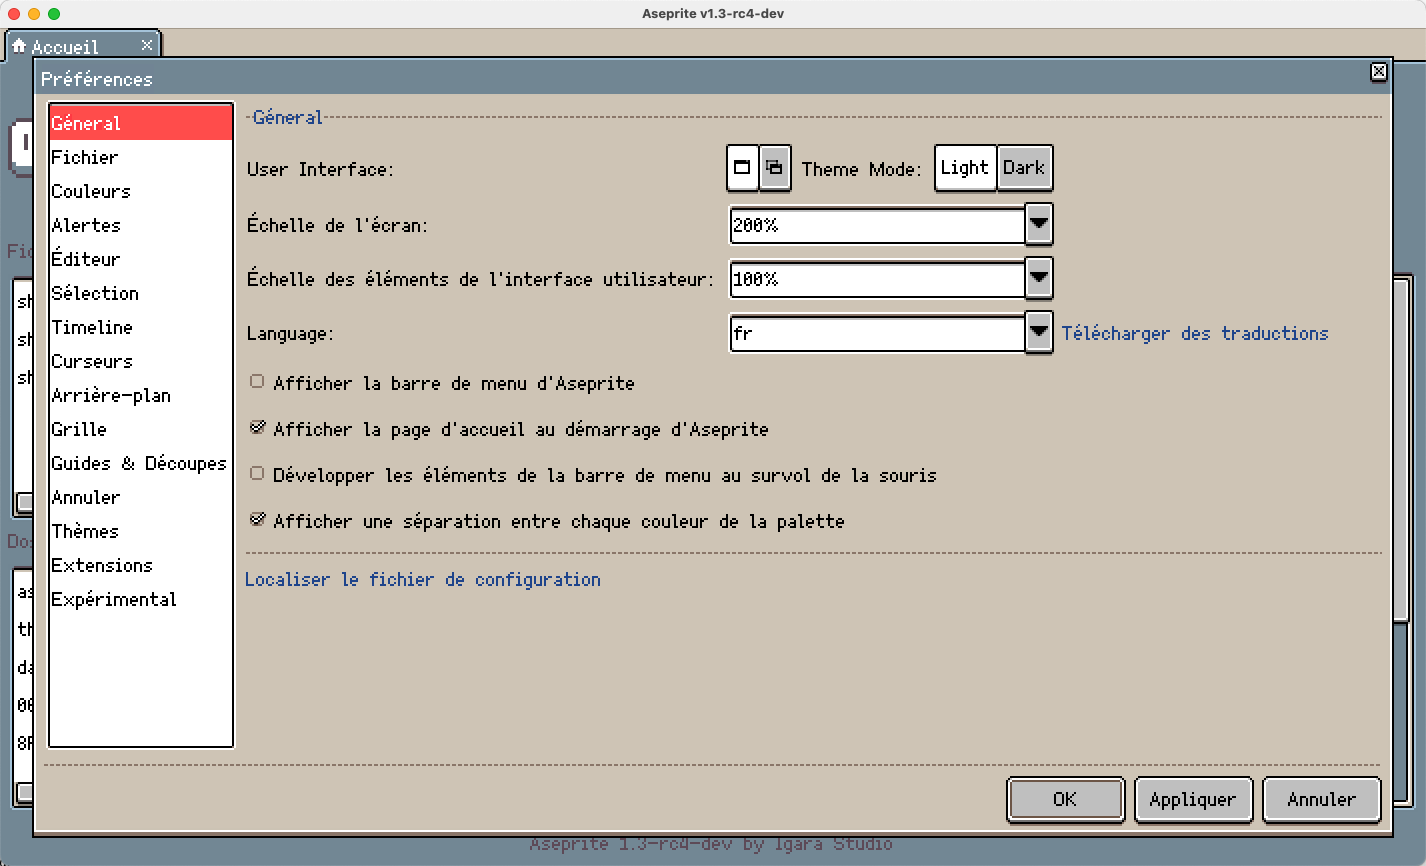 Aseprite v1.3-rc4-dev
Accueil
Préférences
Géneral
Fichier
Couleurs
Alertes
Éditeur
Sélection
Timeline
Curseurs
Arrière-plan
Grille
Guides & Découpes
Annuler
Thèmes
Extensions
Expérimental
Géneral
User Interface: Theme Mode: Light Dark
Échelle de l'écran: 200%
Échelle des éléments de l'interface utilisateur: 100%
Language: fr Télécharger des traductions
Afficher la barre de menu d'Aseprite
Afficher la page d'accueil au démarrage d'Aseprite
Développer les éléments de la barre de menu au survol de la souris
Afficher une séparation entre chaque couleur de la palette
Localiser le fichier de configuration
OK Appliquer Annuler
Aseprite 1.3-rc4-dev by Igara Studio